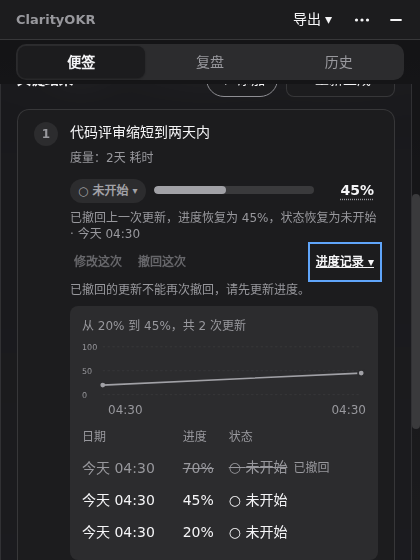 ClarityOKR
导出 ▾
便签
复盘
历史
1
代码评审缩短到两天内
度量：2天 耗时
○ 未开始 ▾
45%
已撤回上一次更新，进度恢复为 45%，状态恢复为未开始
· 今天 04:30
修改这次 撤回这次
进度记录 ▾
已撤回的更新不能再次撤回，请先更新进度。
从 20% 到 45%，共 2 次更新
100
50
0
04:30 04:30
日期 进度 状态
今天 04:30 70% ○ 未开始 已撤回
今天 04:30 45% ○ 未开始
今天 04:30 20% ○ 未开始